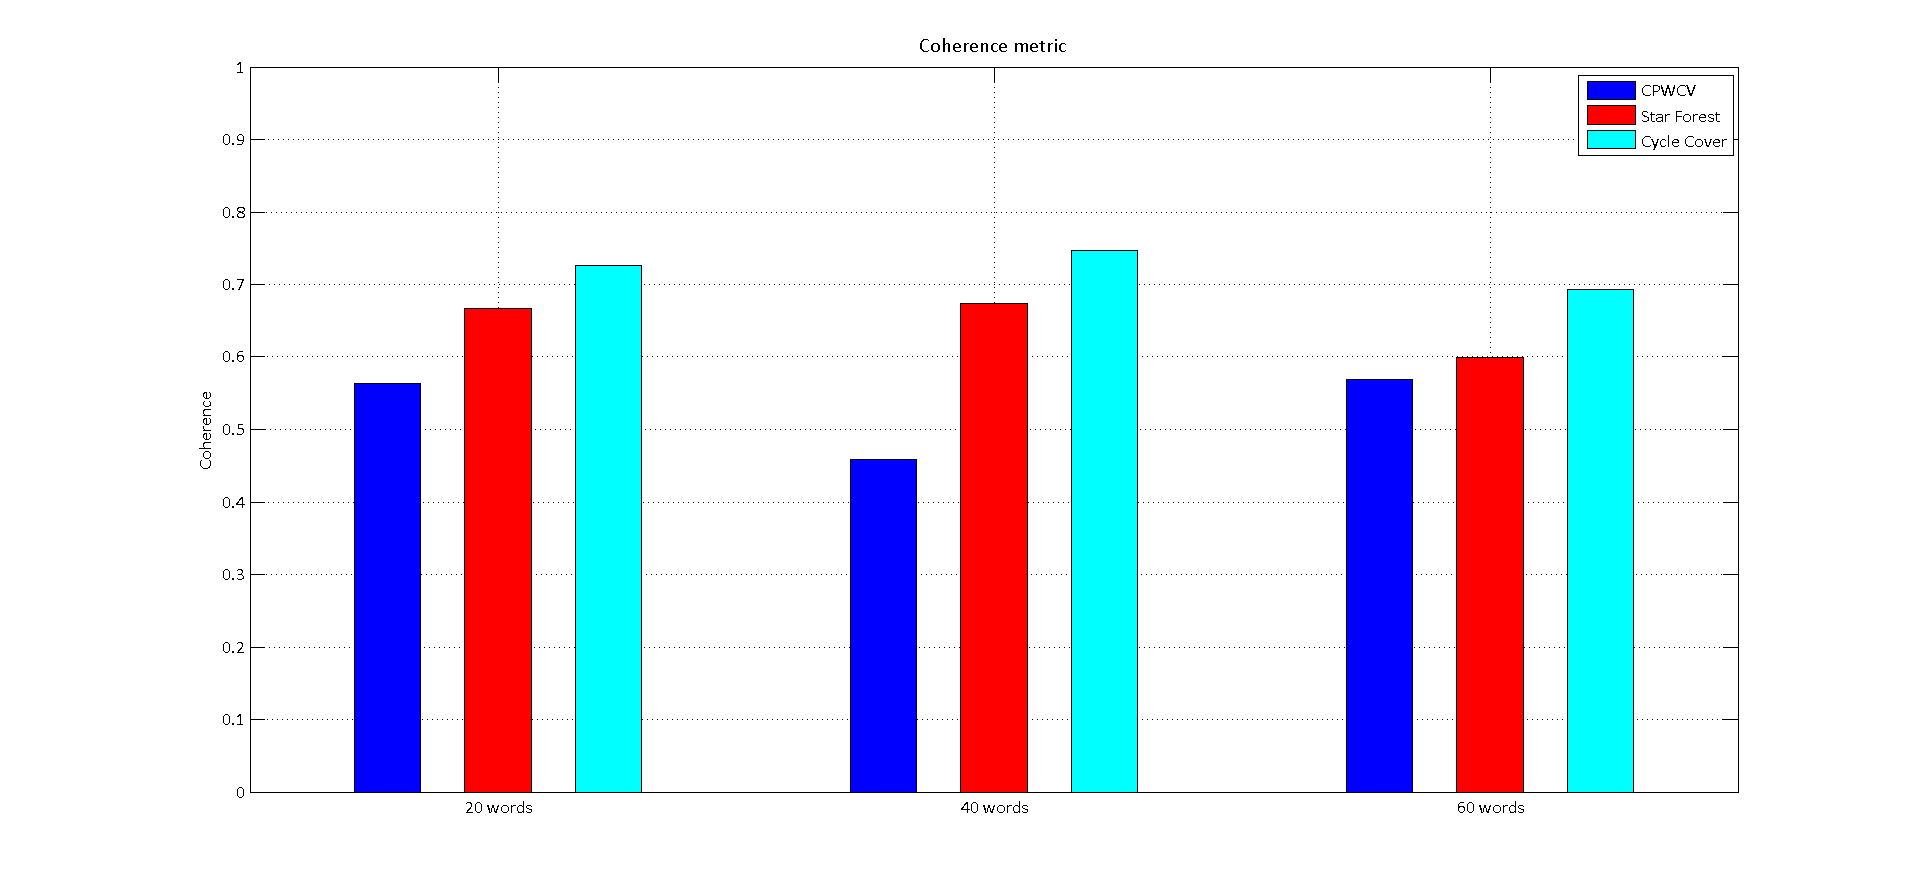 Coherence metric
1
0.9
0.8
0.7
0.6
0.5
0.4
0.3
0.2
0.1
0
Coherence
20 words
40 words
60 words
CPWCV
Star Forest
Cycle Cover